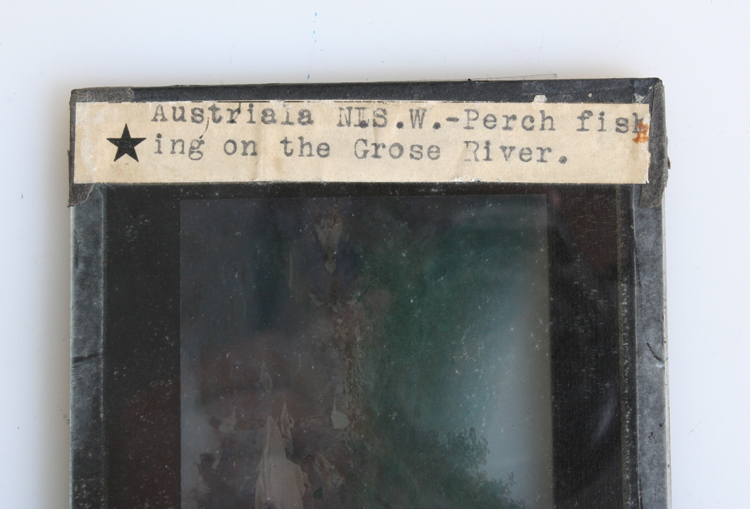 Austriala N.S.W.-Perch fish
★ing on the Grose River.